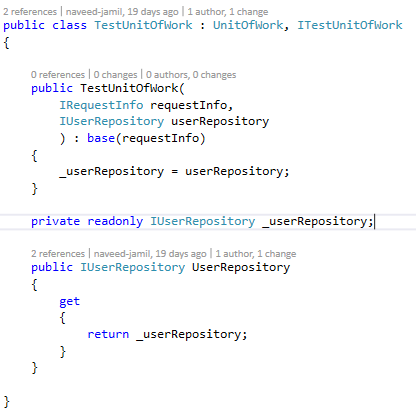 2 references | naveed-jamil, 19 days ago | 1 author, 1 change
public class TestUnitOfWork : UnitOfWork, ITestUnitOfWork
{
0 references | 0 changes | 0 authors, 0 changes
public TestUnitOfWork(
IRequestInfo requestInfo,
IUserRepository userRepository
) : base(requestInfo)
{
_userRepository = userRepository;
}
private readonly IUserRepository _userRepository;
2 references | naveed-jamil, 19 days ago | 1 author, 1 change
public IUserRepository UserRepository
{
get
{
return _userRepository;
}
}
}